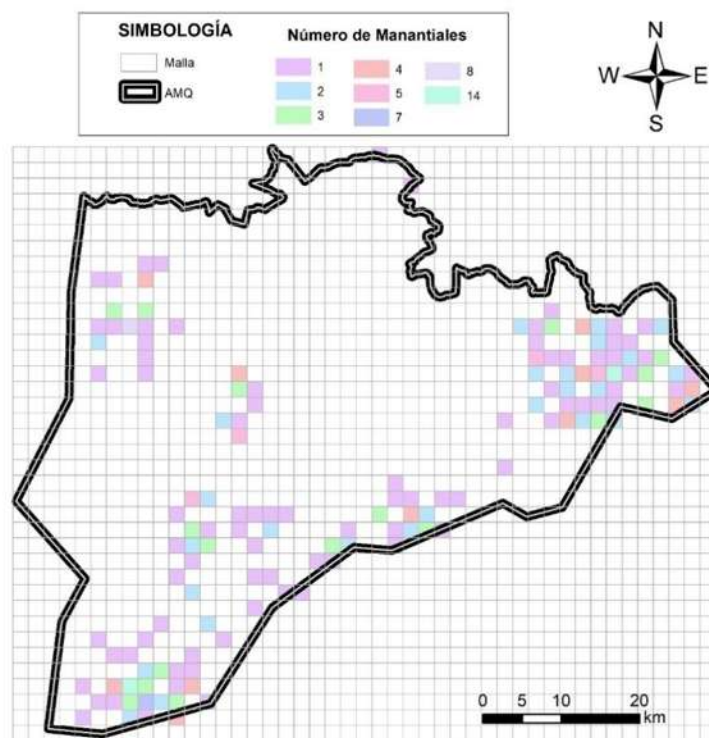 SIMBOLOGÍA
Malla
AMQ
Número de Manantiales
1 4 8
2 5 14
3 7
N
W E
S
0 5 10 20
km